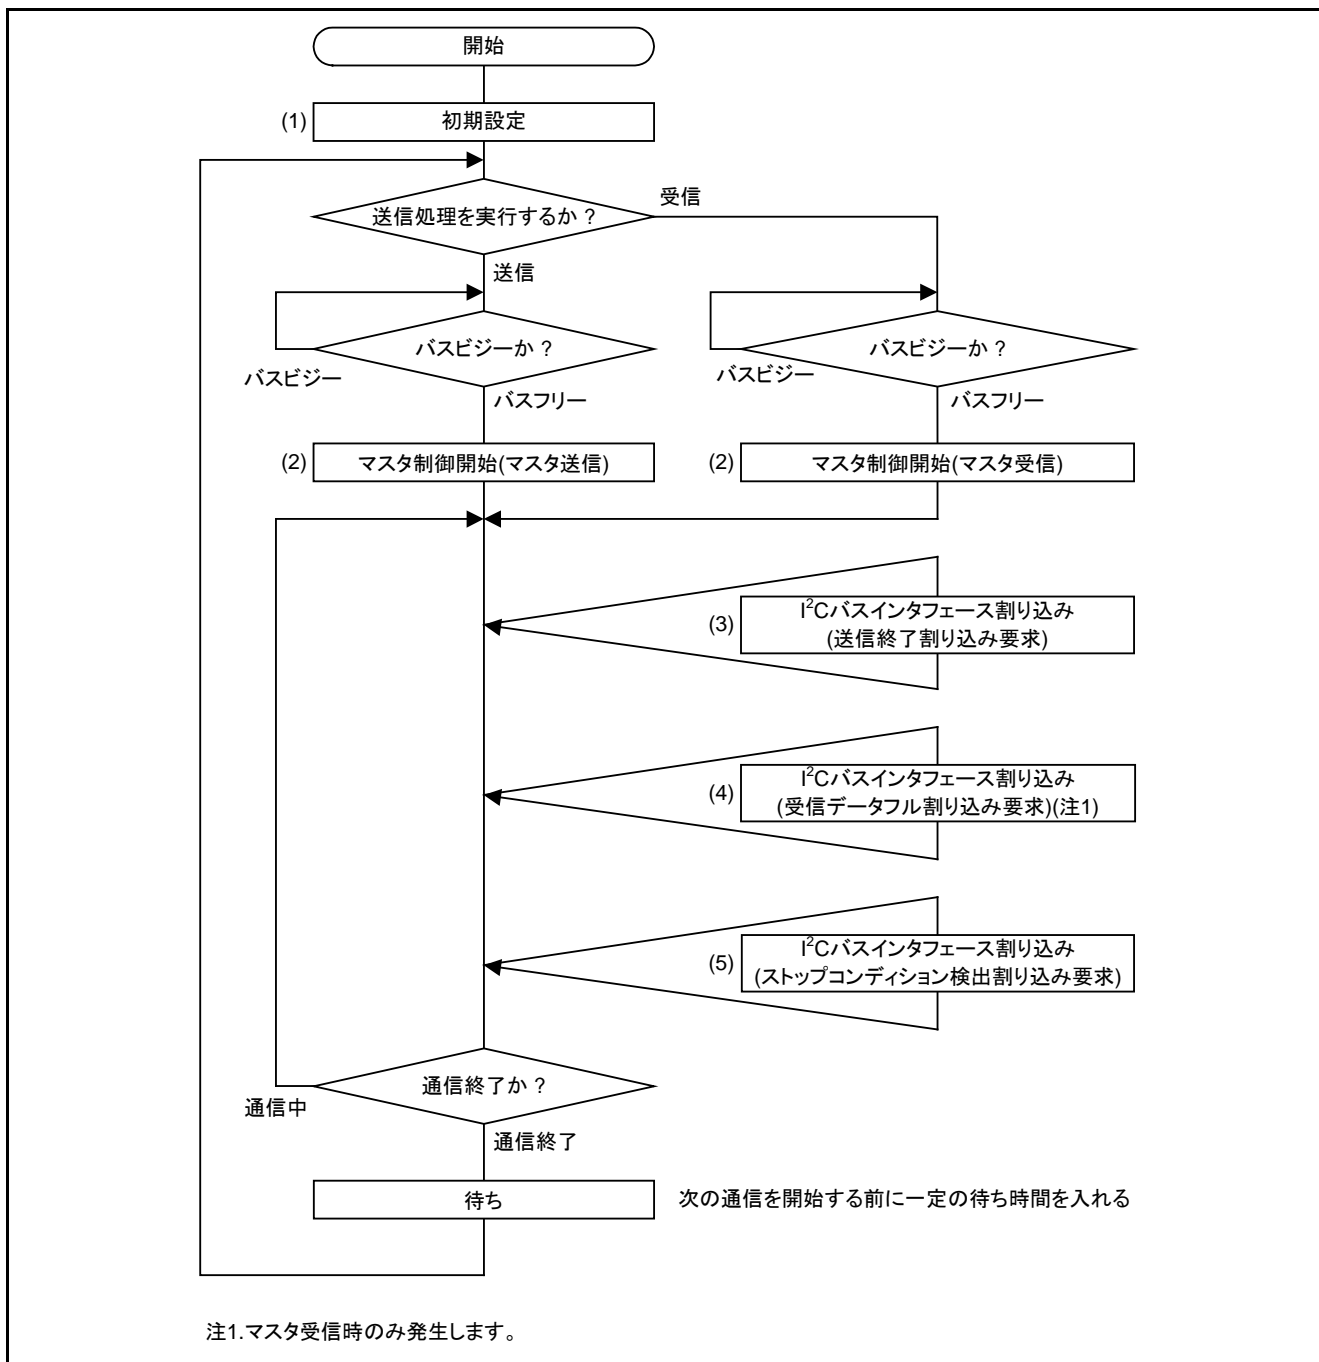 開始
(1) 初期設定
送信処理を実行するか ?
受信
送信
バスビジーか ?
バスビジー
バスフリー
バスビジーか ?
バスビジー
バスフリー
(2) マスタ制御開始(マスタ送信)
(2) マスタ制御開始(マスタ受信)
(3) I²Cバスインタフェース割り込み
(送信終了割り込み要求)
(4) I²Cバスインタフェース割り込み
(受信データフル割り込み要求)(注1)
(5) I²Cバスインタフェース割り込み
(ストップコンディション検出割り込み要求)
通信終了か ?
通信中
通信終了
待ち 次の通信を開始する前に一定の待ち時間を入れる
注1.マスタ受信時のみ発生します。